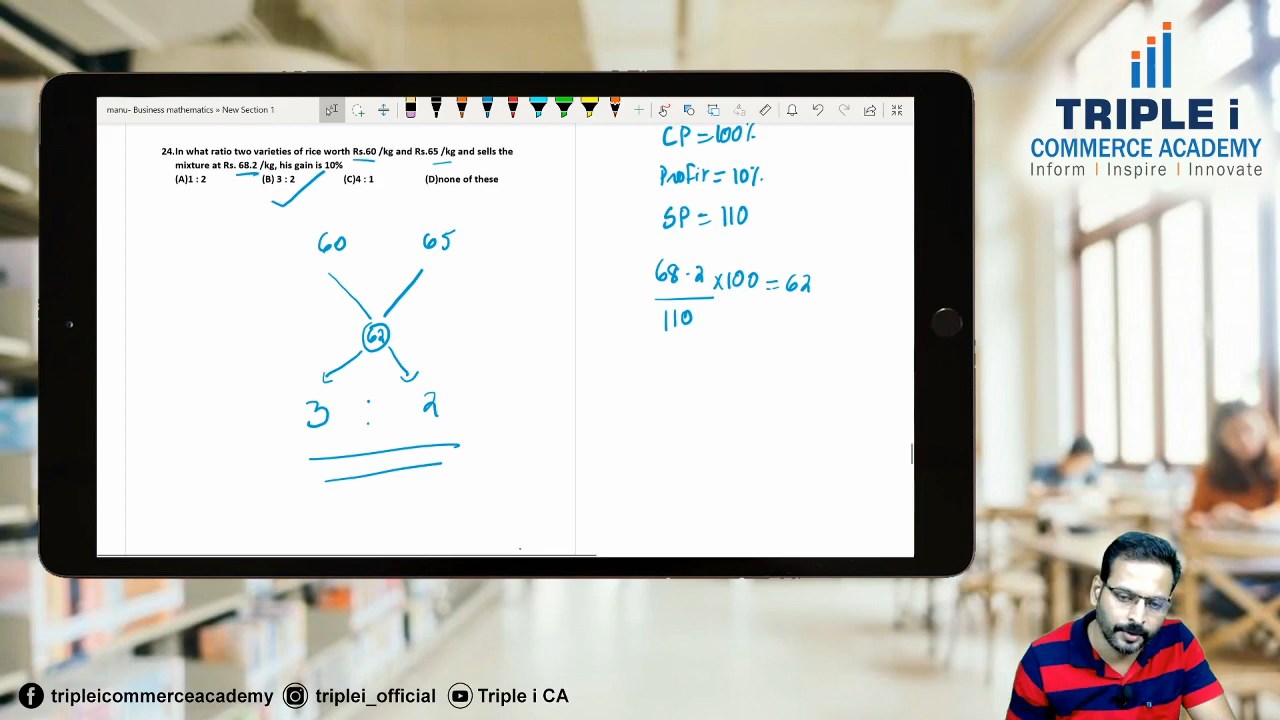 TRIPLE i
COMMERCE ACADEMY
Inform | Inspire | Innovate
manu- Business mathematics » New Section 1
24.In what ratio two varieties of rice worth Rs.60 /kg and Rs.65 /kg and sells the
mixture at Rs. 68.2 /kg, his gain is 10%
(A)1 : 2 (B) 3 : 2 (C)4 : 1 (D)none of these
60 65
62
3 : 2
CP = 100%
Profit = 10%
SP = 110
68.2 x100 = 62
110
tripleicommerceacademy triplei_official Triple i CA